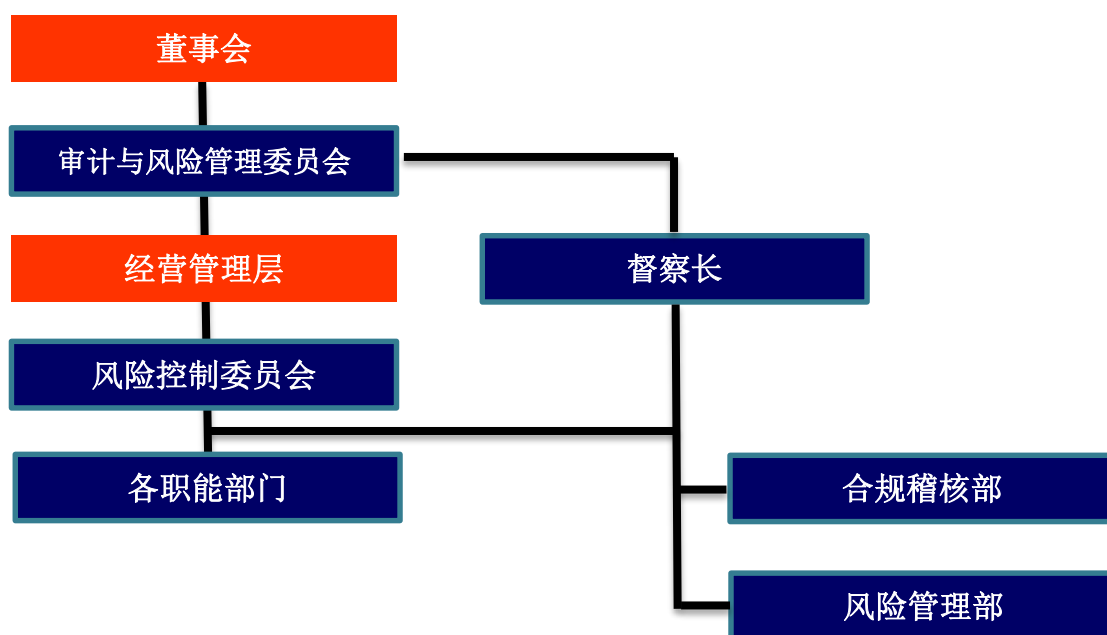 董事会
审计与风险管理委员会
经营管理层
督察长
风险控制委员会
各职能部门
合规稽核部
风险管理部